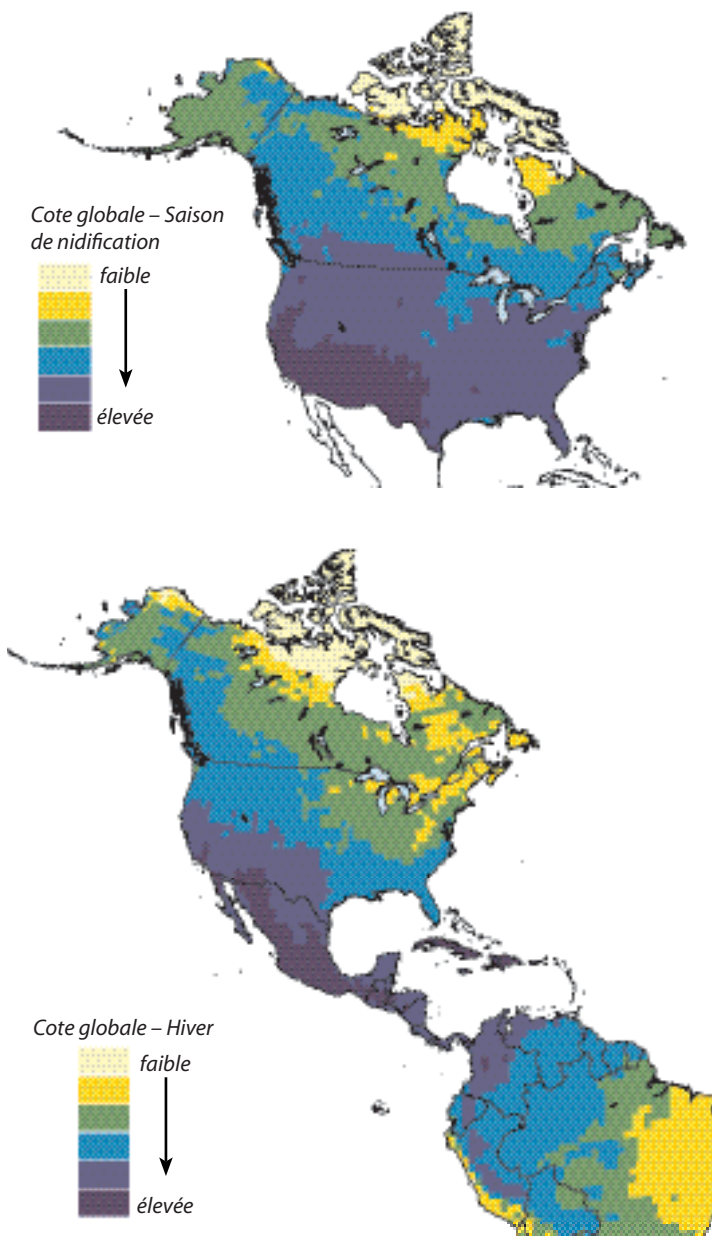 Cote globale – Saison
de nidification
faible
élevée
Cote globale – Hiver
faible
élevée